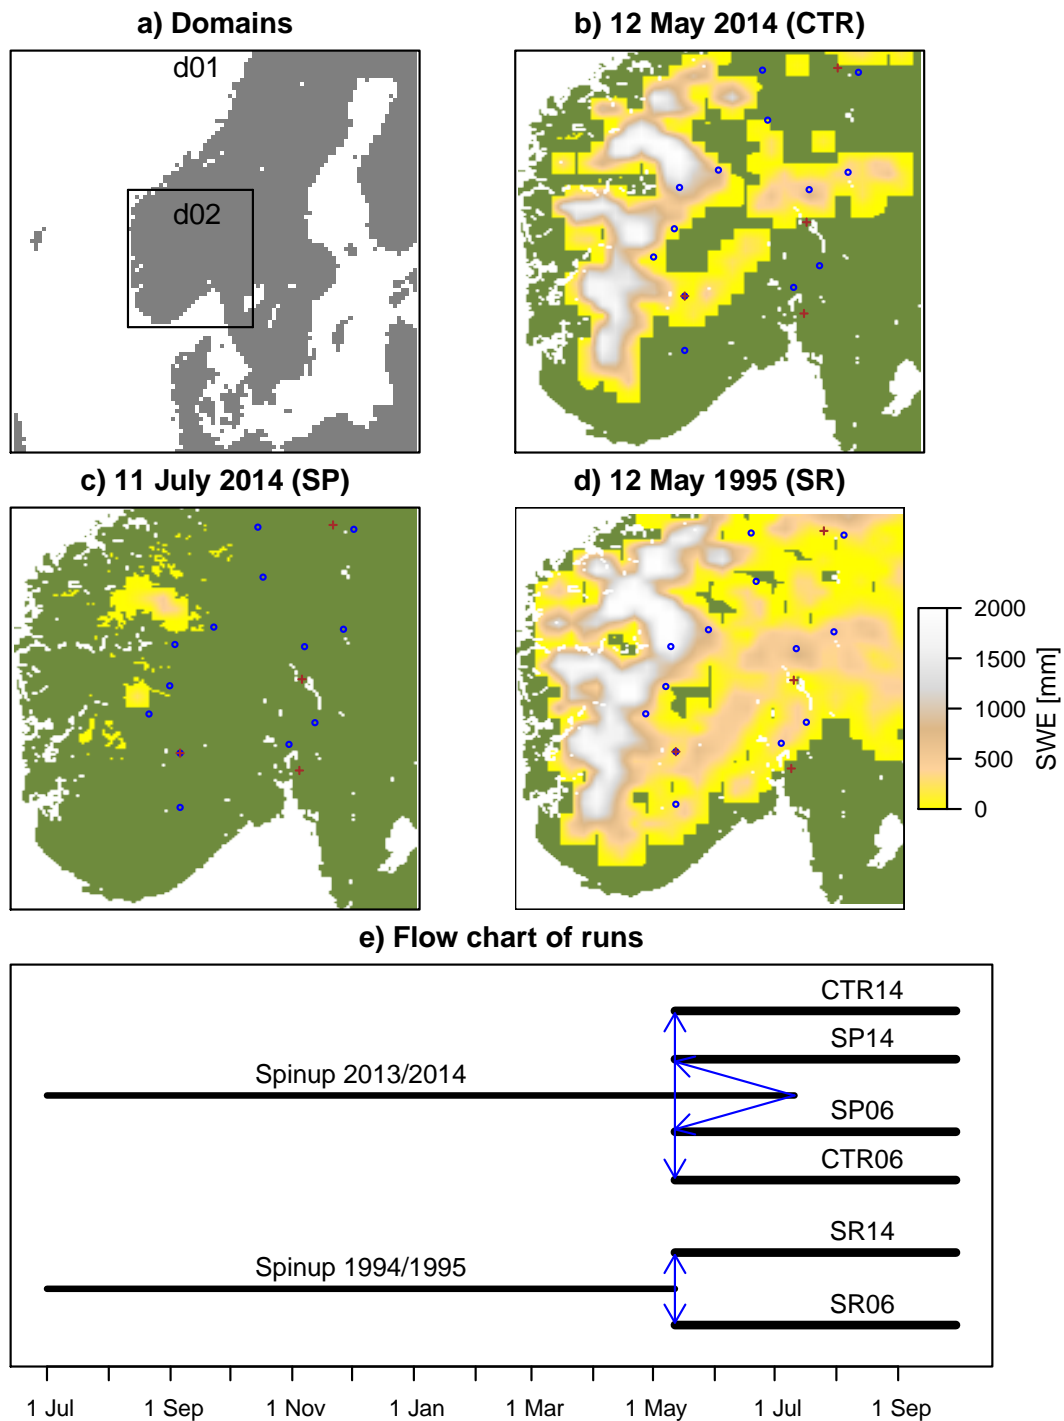 a) Domains
b) 12 May 2014 (CTR)
d01
d02
c) 11 July 2014 (SP)
d) 12 May 1995 (SR)
2000
1500
1000
500
0
SWE [mm]
e) Flow chart of runs
CTR14
SP14
Spinup 2013/2014
SP06
CTR06
SR14
Spinup 1994/1995
SR06
1 Jul
1 Sep
1 Nov
1 Jan
1 Mar
1 May
1 Jul
1 Sep